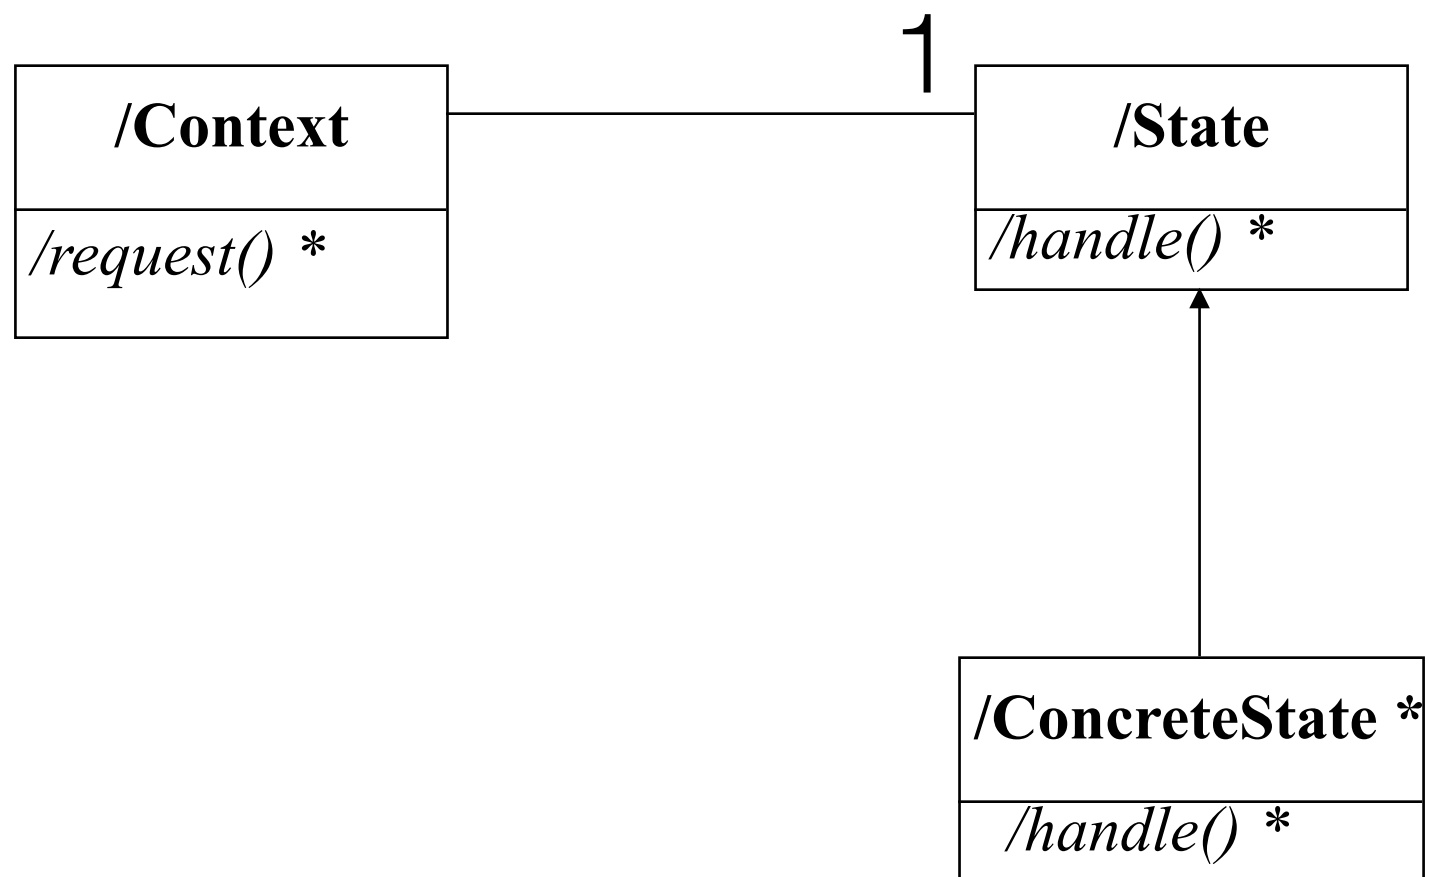 1
/Context
/State
/request() *
/handle() *
/ConcreteState *
/handle() *